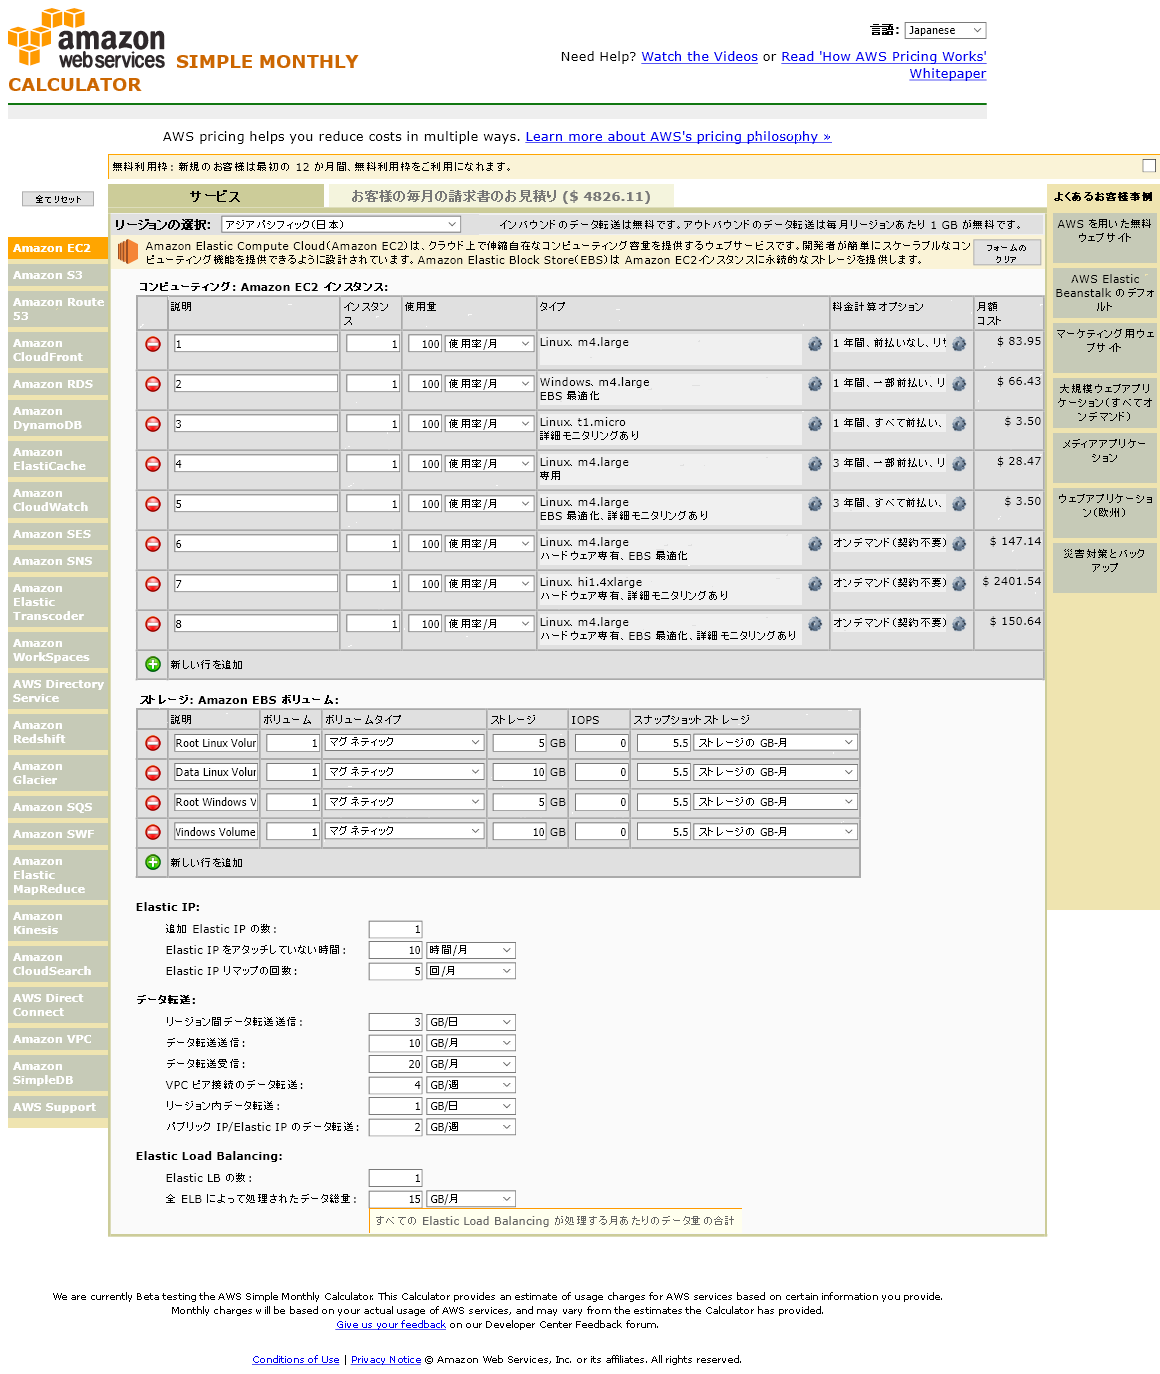 言語: Japanese
amazon webservices SIMPLE MONTHLY CALCULATOR
Need Help? Watch the Videos or Read 'How AWS Pricing Works' Whitepaper
AWS pricing helps you reduce costs in multiple ways. Learn more about AWS's pricing philosophy »
無料利用枠: 新規のお客様は最初の 12 か月間、無料利用枠をご利用になれます。
全てリセット
Amazon EC2
Amazon S3
Amazon Route 53
Amazon CloudFront
Amazon RDS
Amazon DynamoDB
Amazon ElastiCache
Amazon CloudWatch
Amazon SES
Amazon SNS
Amazon Elastic Transcoder
Amazon WorkSpaces
AWS Directory Service
Amazon Redshift
Amazon Glacier
Amazon SQS
Amazon SWF
Amazon Elastic MapReduce
Amazon Kinesis
Amazon CloudSearch
AWS Direct Connect
Amazon VPC
Amazon SimpleDB
AWS Support
サービス
お客様の毎月の請求書のお見積り ($ 4826.11)
リージョンの選択: アジアパシフィック(日本) インバウンドのデータ転送は無料です。アウトバウンドのデータ転送は毎月リージョンあたり 1 GB が無料です。
Amazon Elastic Compute Cloud(Amazon EC2)は、クラウド上で伸縮自在なコンピューティング容量を提供するウェブサービスです。開発者が簡単にスケーラブルなコン
ピューティング機能を提供できるように設計されています。Amazon Elastic Block Store(EBS)は Amazon EC2インスタンスに永続的なストレージを提供します。
フォームのクリア
コンピューティング: Amazon EC2 インスタンス:
説明 インスタンス 使用量 タイプ 料金計算オプション 月額コスト
1 1 100 使用率/月 Linux、m4.large 1 年間、前払いなし、リザ $ 83.95
2 1 100 使用率/月 Windows、m4.large EBS 最適化 1 年間、一部前払い、リ $ 66.43
3 1 100 使用率/月 Linux、t1.micro 詳細モニタリングあり 1 年間、すべて前払い、 $ 3.50
4 1 100 使用率/月 Linux、m4.large 専用 3 年間、一部前払い、リ $ 28.47
5 1 100 使用率/月 Linux、m4.large EBS 最適化、詳細モニタリングあり 3 年間、すべて前払い、 $ 3.50
6 1 100 使用率/月 Linux、m4.large ハードウェア専有、EBS 最適化 オンデマンド(契約不要) $ 147.14
7 1 100 使用率/月 Linux、hi1.4xlarge ハードウェア専有、詳細モニタリングあり オンデマンド(契約不要) $ 2401.54
8 1 100 使用率/月 Linux、m4.large ハードウェア専有、EBS 最適化、詳細モニタリングあり オンデマンド(契約不要) $ 150.64
新しい行を追加
ストレージ: Amazon EBS ボリューム:
説明 ボリューム ボリュームタイプ ストレージ IOPS スナップショットストレージ
Root Linux Volur 1 マグネティック 5 GB 0 5.5 ストレージの GB-月
Data Linux Volur 1 マグネティック 10 GB 0 5.5 ストレージの GB-月
Root Windows V 1 マグネティック 5 GB 0 5.5 ストレージの GB-月
Windows Volume 1 マグネティック 10 GB 0 5.5 ストレージの GB-月
新しい行を追加
Elastic IP:
追加 Elastic IP の数: 1
Elastic IP をアタッチしていない時間: 10 時間/月
Elastic IP リマップの回数: 5 回/月
データ転送:
リージョン間データ転送送信: 3 GB/日
データ転送送信: 10 GB/月
データ転送受信: 20 GB/月
VPC ピア接続のデータ転送: 4 GB/週
リージョン内データ転送: 1 GB/日
パブリック IP/Elastic IP のデータ転送: 2 GB/週
Elastic Load Balancing:
Elastic LB の数: 1
全 ELB によって処理されたデータ総量: 15 GB/月
すべての Elastic Load Balancing が処理する月あたりのデータ量の合計
よくあるお客様事例
AWS を用いた無料ウェブサイト
AWS Elastic Beanstalk のデフォルト
マーケティング用ウェブサイト
大規模ウェブアプリケーション(すべてオンデマンド)
メディアアプリケーション
ウェブアプリケーション(欧州)
災害対策とバックアップ
We are currently Beta testing the AWS Simple Monthly Calculator. This Calculator provides an estimate of usage charges for AWS services based on certain information you provide.
Monthly charges will be based on your actual usage of AWS services, and may vary from the estimates the Calculator has provided.
Give us your feedback on our Developer Center Feedback forum.
Conditions of Use | Privacy Notice © Amazon Web Services, Inc. or its affiliates. All rights reserved.